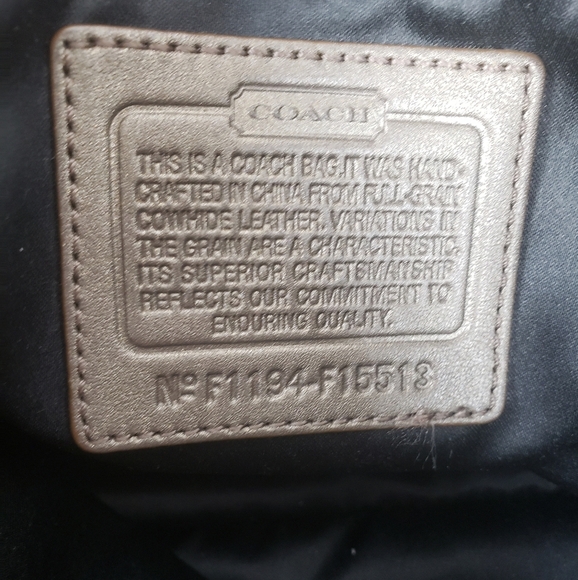 COACH
THIS IS A COACH BAG.IT WAS HAND-
CRAFTED IN CHINA FROM FULL-GRAIN
COWHIDE LEATHER. VARIATIONS IN
THE GRAIN ARE A CHARACTERISTIC.
ITS SUPERIOR CRAFTSMANSHIP
REFLECTS OUR COMMITMENT TO
ENDURING QUALITY.
Nº F1194-F15513